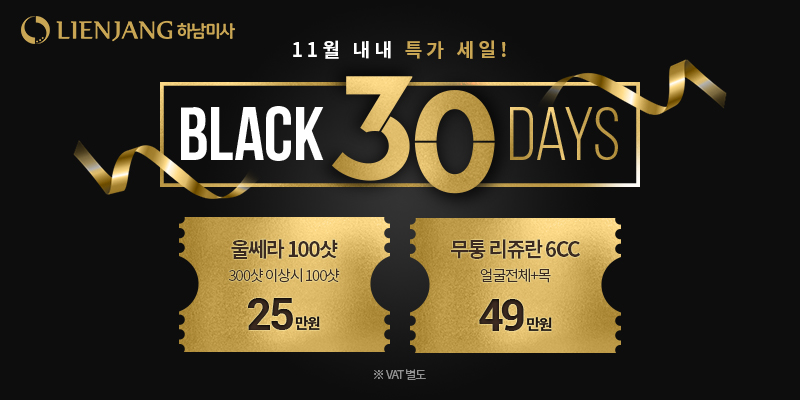 LIENJANG 하남미사
11월 내내 특가 세일!
BLACK 30 DAYS
울쎄라 100샷
300샷 이상시 100샷
25만원
무통 리쥬란 6CC
얼굴전체+목
49만원
※ VAT 별도